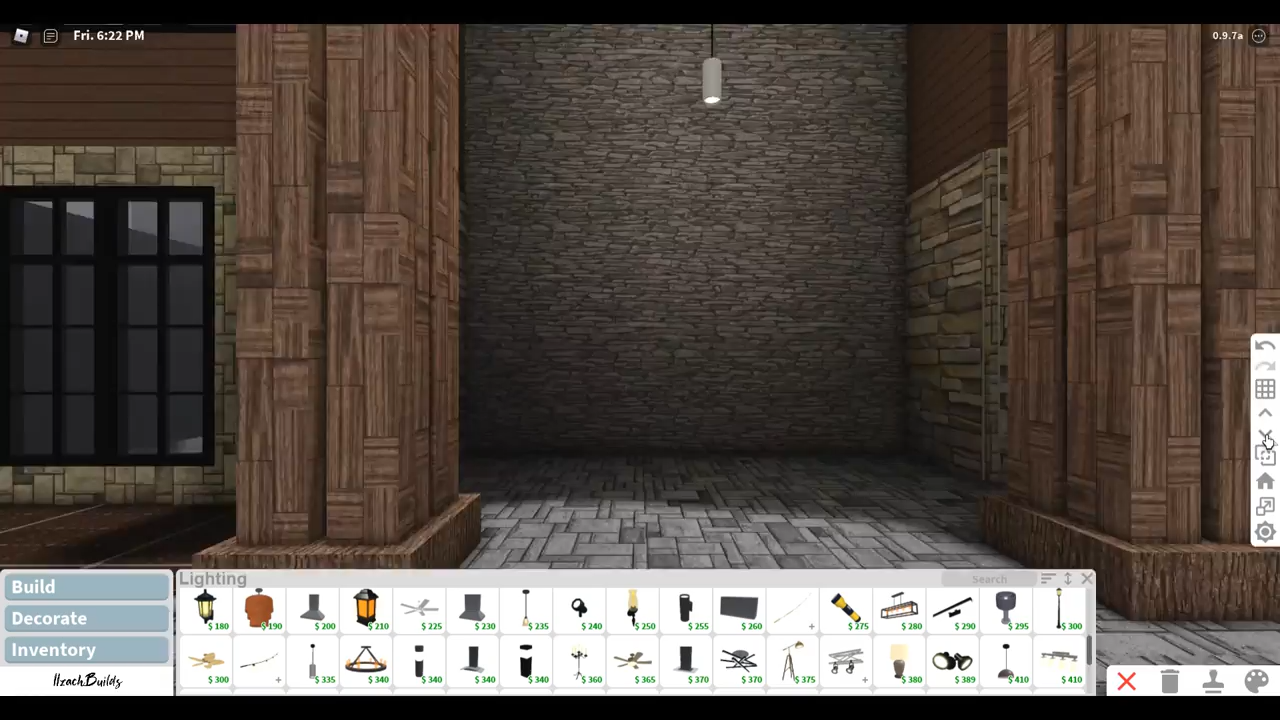 Fri. 6:22 PM
0.9.7a
Build
Decorate
Inventory
IIzachBuilds
Lighting
Search
$ 180 $ 190 $ 200 $ 210 $ 225 $ 230 $ 235 $ 240 $ 250 $ 255 $ 260 + $ 275 $ 280 $ 290 $ 295 $ 300
$ 300 + $ 335 $ 340 $ 340 $ 340 $ 340 $ 360 $ 365 $ 370 $ 370 $ 375 + $ 380 $ 389 $ 410 $ 410